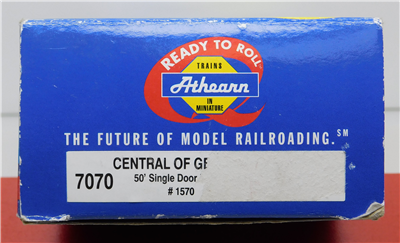 READY TO ROLL
TRAINS
Athearn
IN
MINIATURE
THE FUTURE OF MODEL RAILROADING.℠
CENTRAL OF
7070
50' Single Door
# 1570